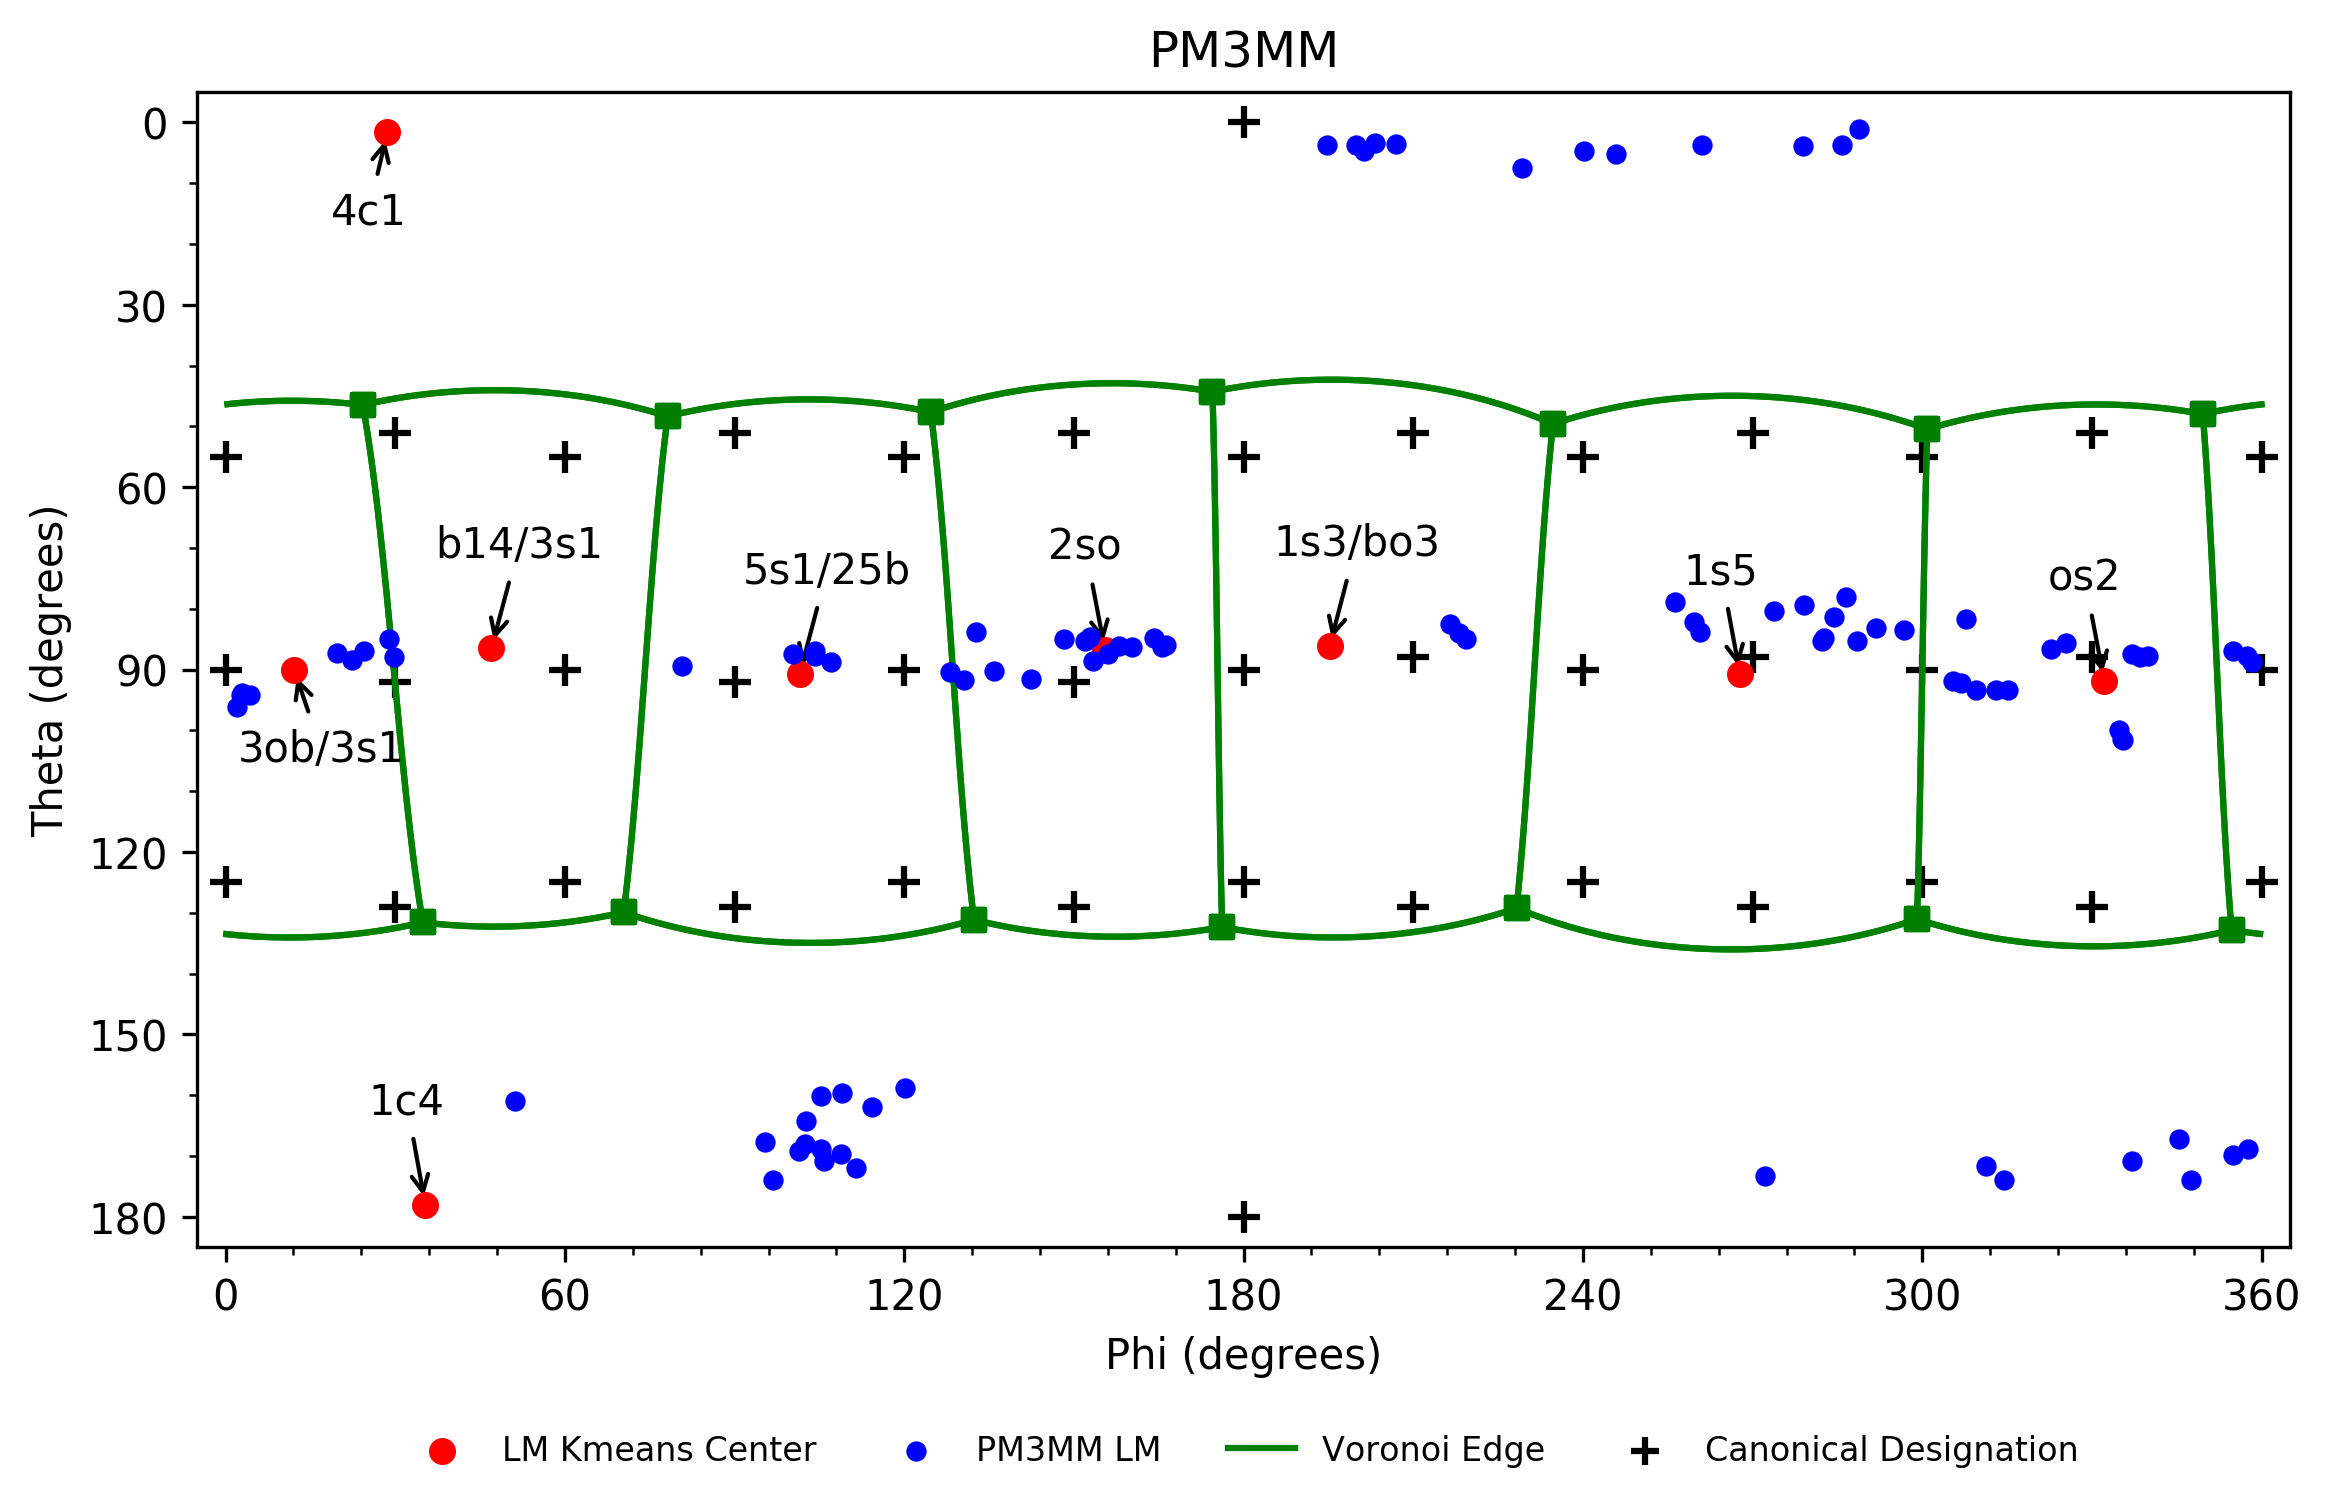 PM3MM
0
30
60
90
120
150
180
Theta (degrees)
4c1
b14/3s1
5s1/25b
2so
1s3/bo3
1s5
os2
3ob/3s1
1c4
0 60 120 180 240 300 360
Phi (degrees)
LM Kmeans Center PM3MM LM Voronoi Edge Canonical Designation